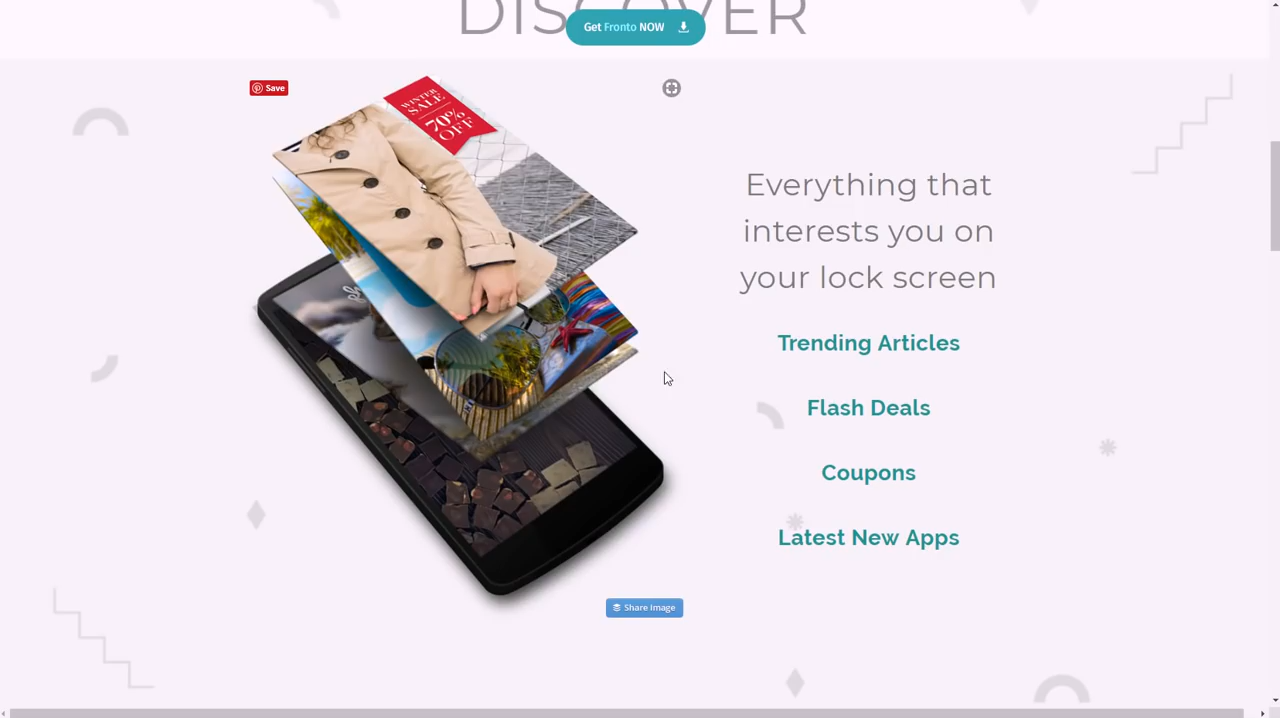 DISCOVER
Get Fronto NOW
Save
WINTER
SALE
70%
OFF
Everything that
interests you on
your lock screen
Trending Articles
Flash Deals
Coupons
Latest New Apps
Share Image